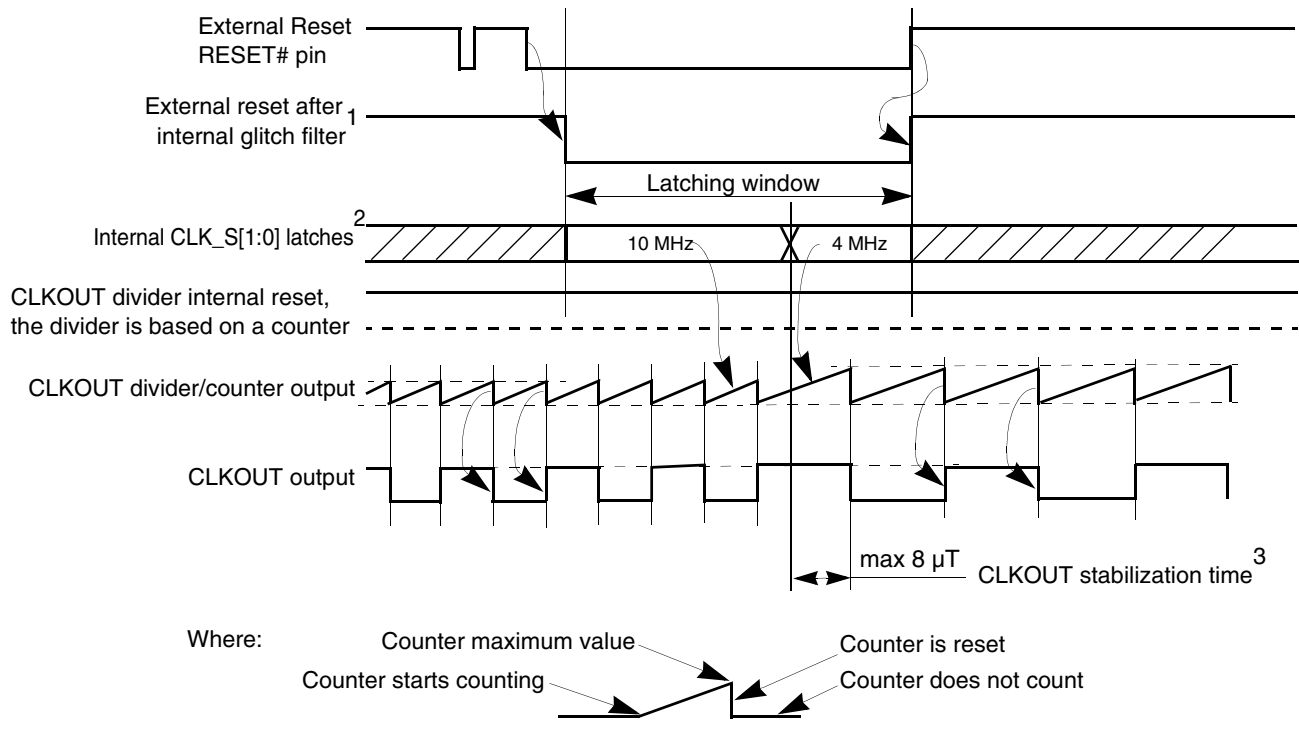 External Reset
RESET# pin
External reset after 1
internal glitch filter
Latching window
Internal CLK_S[1:0] latches 2
10 MHz
4 MHz
CLKOUT divider internal reset,
the divider is based on a counter
CLKOUT divider/counter output
CLKOUT output
max 8 µT
CLKOUT stabilization time 3
Where:
Counter maximum value
Counter is reset
Counter starts counting
Counter does not count